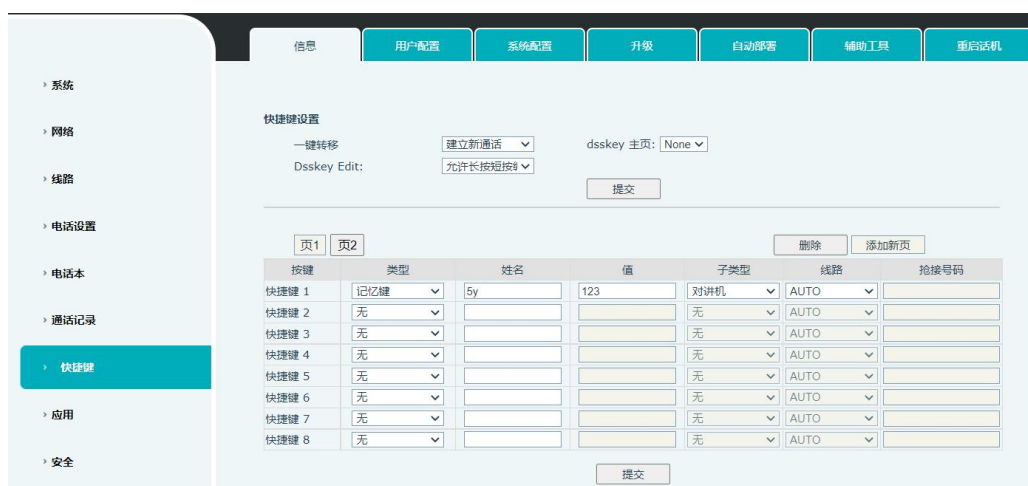 信息 用户配置 系统配置 升级 自动部署 辅助工具 重启话机
› 系统
› 网络
› 线路
› 电话设置
› 电话本
› 通话记录
› 快捷键
› 应用
› 安全
快捷键设置
一键转移 建立新通话 dsskey 主页: None
Dsskey Edit: 允许长按短按
提交
页1 页2 删除 添加新页
按键 类型 姓名 值 子类型 线路 抢接号码
快捷键 1 记忆键 5y 123 对讲机 AUTO
快捷键 2 无 无 AUTO
快捷键 3 无 无 AUTO
快捷键 4 无 无 AUTO
快捷键 5 无 无 AUTO
快捷键 6 无 无 AUTO
快捷键 7 无 无 AUTO
快捷键 8 无 无 AUTO
提交